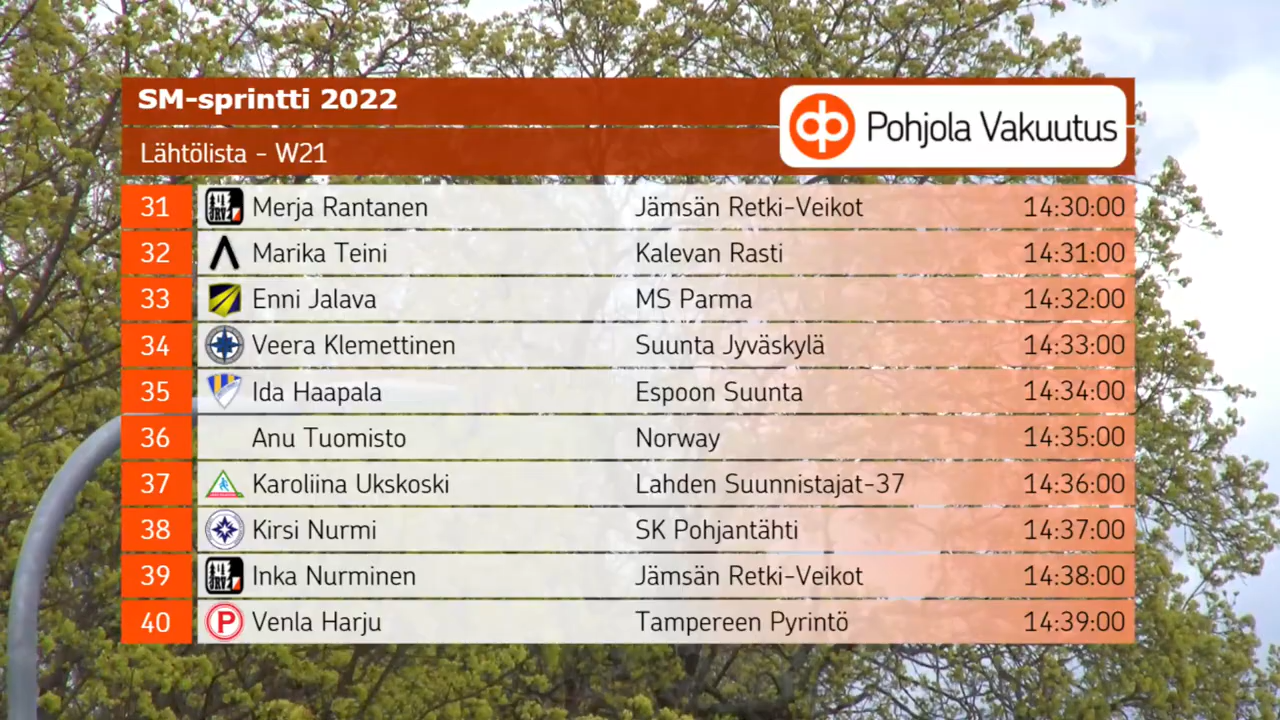 SM-sprintti 2022
Pohjola Vakuutus
Lähtölista - W21
31 Merja Rantanen Jämsän Retki-Veikot 14:30:00
32 Marika Teini Kalevan Rasti 14:31:00
33 Enni Jalava MS Parma 14:32:00
34 Veera Klemettinen Suunta Jyväskylä 14:33:00
35 Ida Haapala Espoon Suunta 14:34:00
36 Anu Tuomisto Norway 14:35:00
37 Karoliina Ukskoski Lahden Suunnistajat-37 14:36:00
38 Kirsi Nurmi SK Pohjantähti 14:37:00
39 Inka Nurminen Jämsän Retki-Veikot 14:38:00
40 P Venla Harju Tampereen Pyrintö 14:39:00